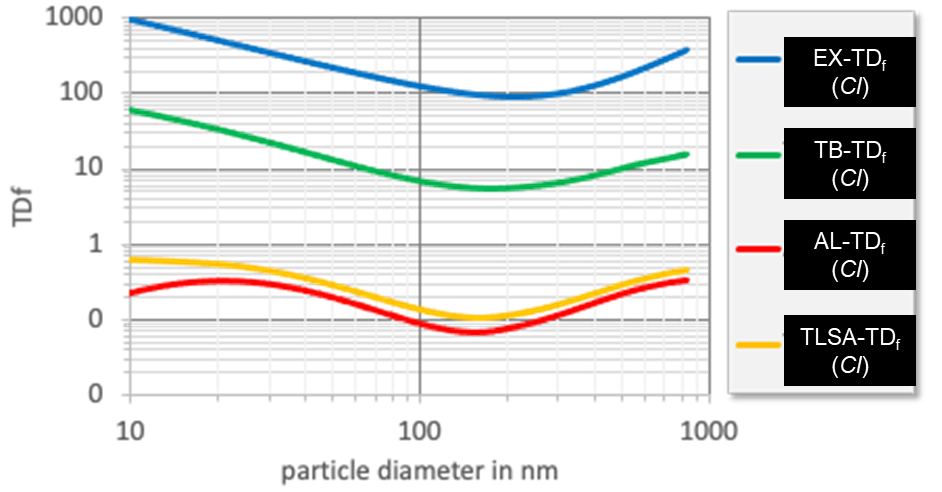 1000
100
10
1
0
0
TDf
10
100
1000
particle diameter in nm
EX-TDf
(CI)
TB-TDf
(CI)
AL-TDf
(CI)
TLSA-TDf
(CI)